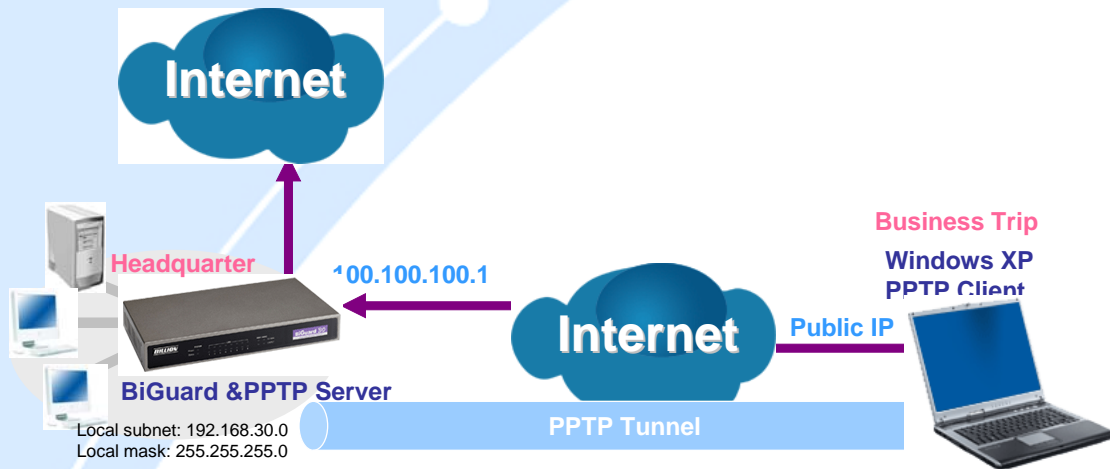 Internet
Business Trip
Windows XP
PPTP Client
Headquarter
100.100.100.1
Internet
Public IP
BILLION
BiGuard &PPTP Server
PPTP Tunnel
Local subnet: 192.168.30.0
Local mask: 255.255.255.0